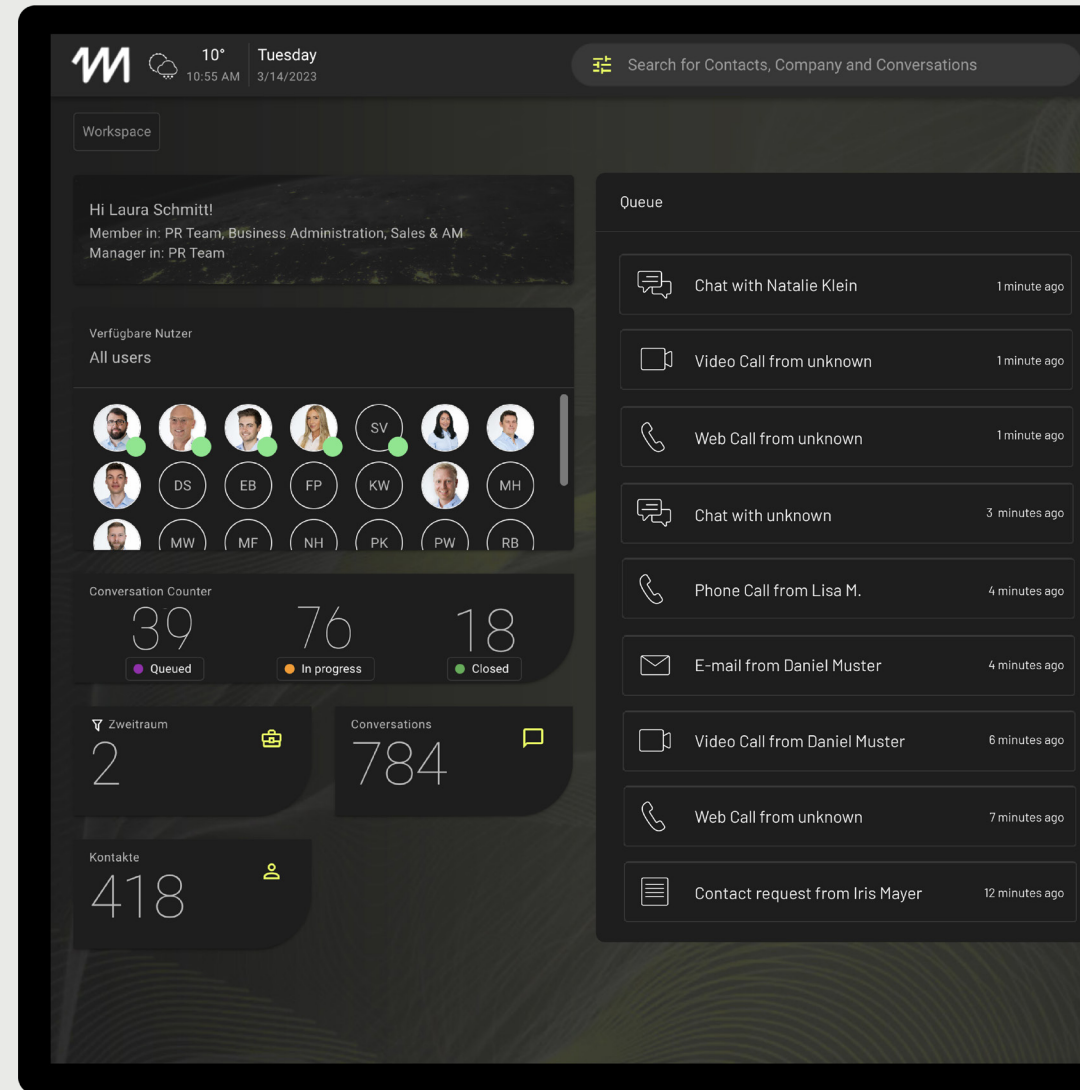 10°
10:55 AM
Tuesday
3/14/2023
Search for Contacts, Company and Conversations
Workspace
Hi Laura Schmitt!
Member in: PR Team, Business Administration, Sales & AM
Manager in: PR Team
Verfügbare Nutzer
All users
SV
DS EB FP KW MH
MW MF NH PK PW RB
Conversation Counter
39 76 18
Queued In progress Closed
Zweitraum
2
Conversations
784
Kontakte
418
Queue
Chat with Natalie Klein 1 minute ago
Video Call from unknown 1 minute ago
Web Call from unknown 1 minute ago
Chat with unknown 3 minutes ago
Phone Call from Lisa M. 4 minutes ago
E-mail from Daniel Muster 4 minutes ago
Video Call from Daniel Muster 6 minutes ago
Web Call from unknown 7 minutes ago
Contact request from Iris Mayer 12 minutes ago